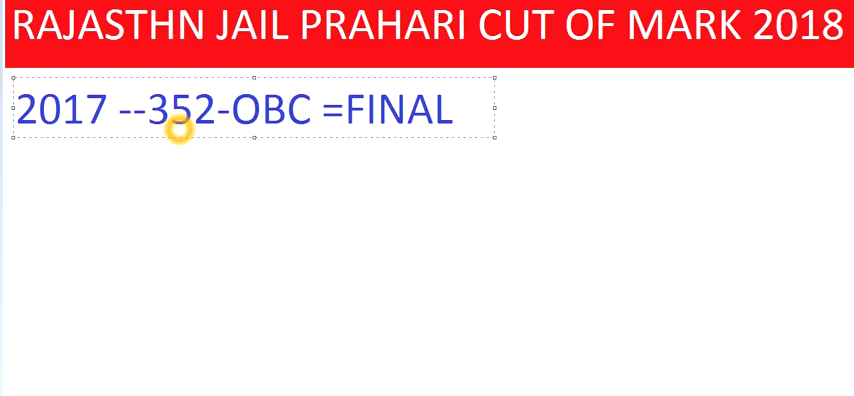 RAJASTHN JAIL PRAHARI CUT OF MARK 2018
2017 --352-OBC =FINAL